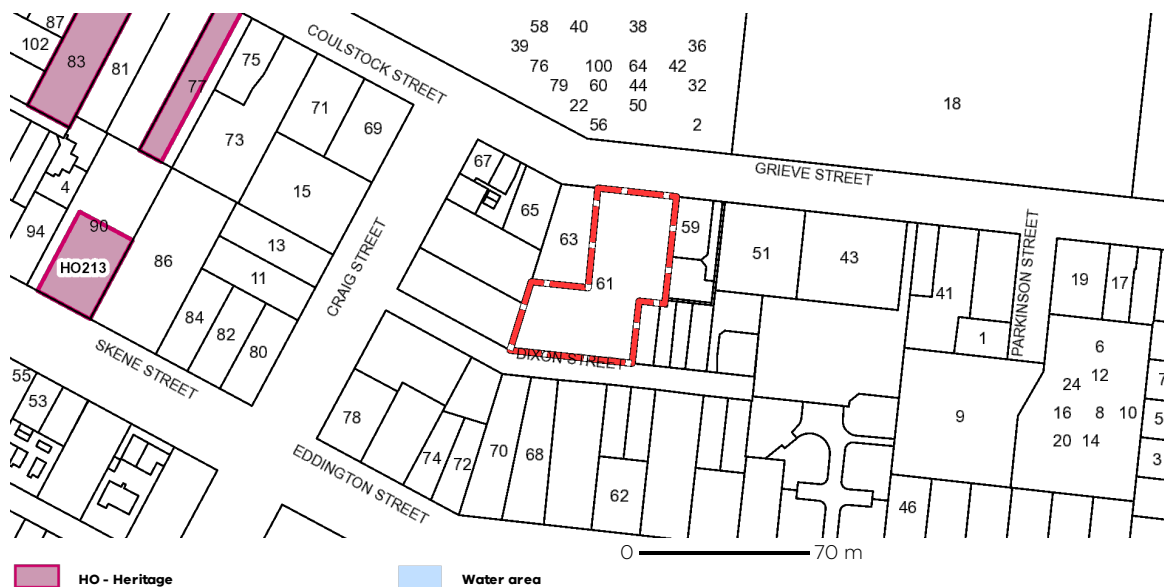 58 40 38
87
39 36
102 75
83 81
76 100 64 42
77
79 60 44 32
COULSTOCK STREET
22 50
18
71 69
56 2
73
67
GRIEVE STREET
4 15
65
94 90 59
63
13
PARKINSON STREET
86 51 43
HO213
CRAIG STREET
11
61
19 17
41
84 82 80
1
6
SKENE STREET
DIXON STREET
55
24 12
7
53
78
16 8 10
9
5
70
20 14
68
74 72
3
EDDINGTON STREET
62
46
0 70 m
HO - Heritage Water area